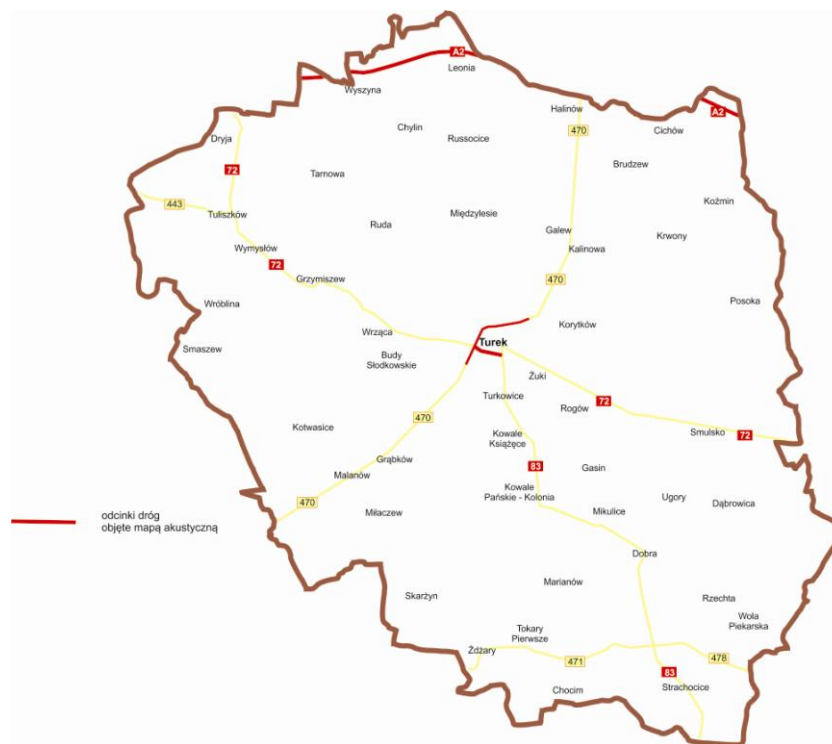 A2
Leonia
Wyszyna
Halinów
A2
Chylin
470
Cichów
Dryja
Russocice
Brudzew
72
Tarnowa
443
Koźmin
Tuliszków
Międzylesie
Ruda
Galew
Krwony
Wymysłów
Kalinowa
72
Grzymiszew
470
Wróblina
Posoka
Korytków
Wrząca
Turek
Smaszew
Budy
Słodkowskie
Żuki
Turkowice
72
Rogów
470
Kotwasice
Kowale
Książęce
Smulsko
72
Grąbków
83
Gasin
Malanów
Kowale
Pańskie - Kolonia
Ugory
470
Dąbrowica
Miłaczew
Mikulice
odcinki dróg
objęte mapą akustyczną
Dobra
Marianów
Skarżyn
Rzechta
Wola
Piekarska
Tokary
Pierwsze
Żdżary
471
478
83
Chocim
Strachocice